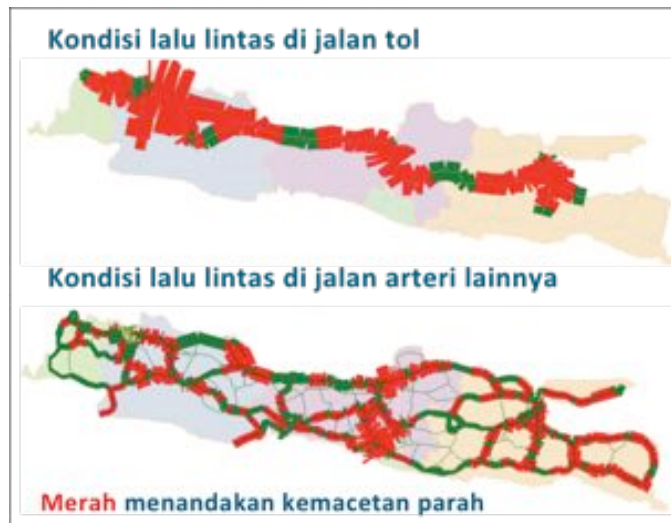 Kondisi lalu lintas di jalan tol
Kondisi lalu lintas di jalan arteri lainnya
Merah menandakan kemacetan parah